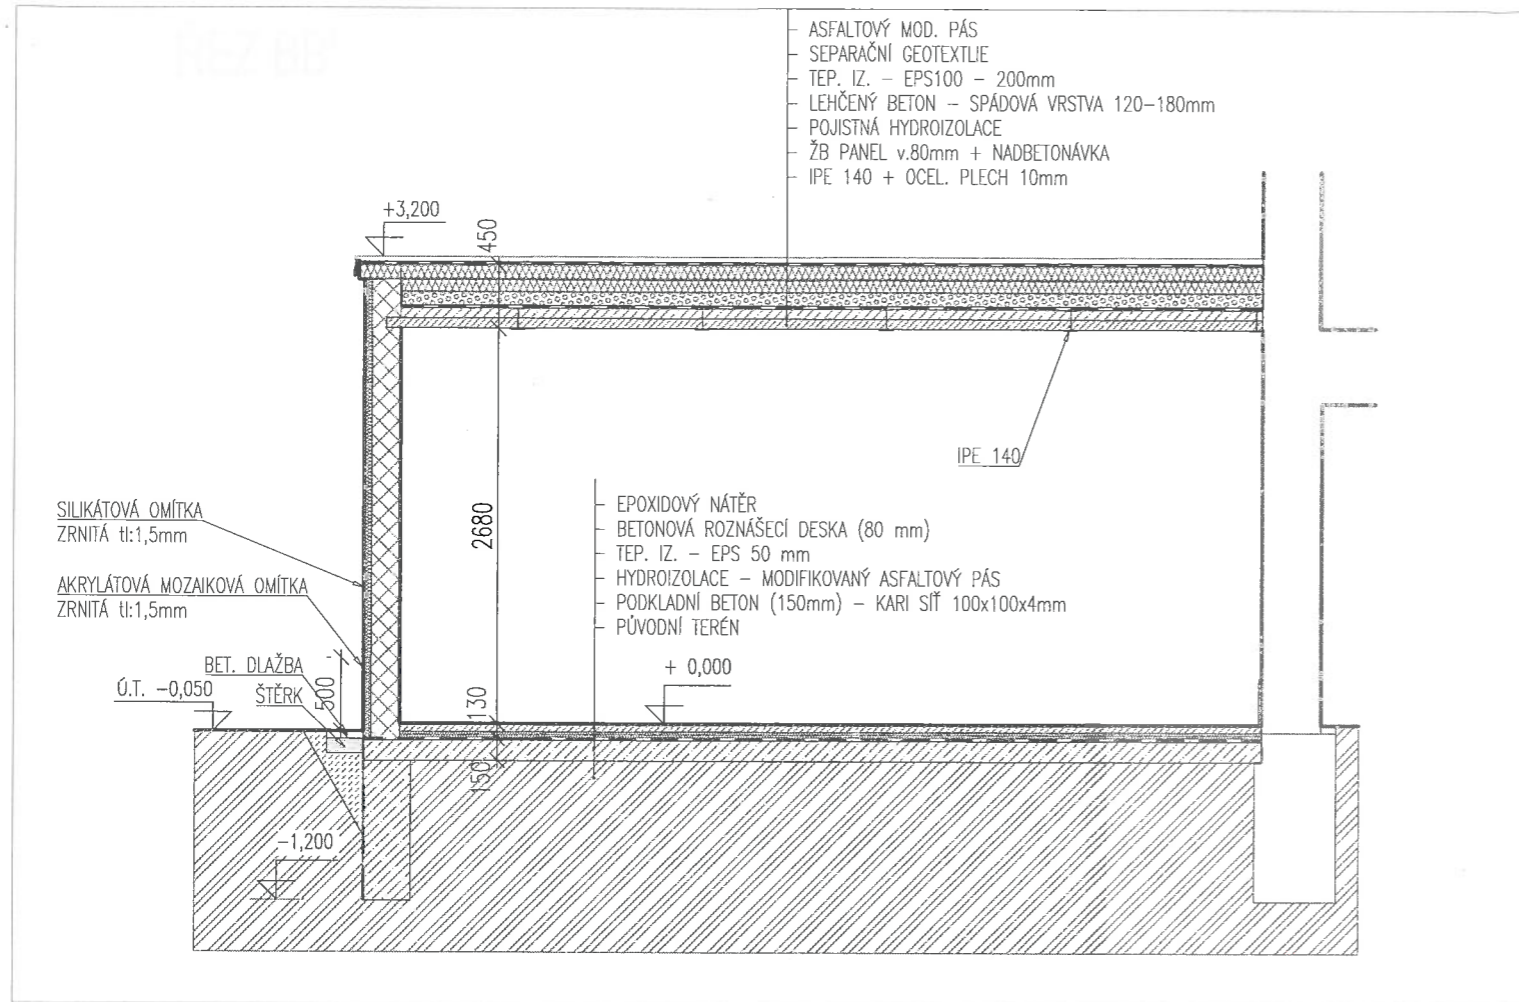 ASFALTOVÝ MOD. PÁS
SEPARAČNÍ GEOTEXTLIE
TEP. IZ. – EPS100 – 200mm
LEHČENÝ BETON – SPÁDOVÁ VRSTVA 120–180mm
POJISTNÁ HYDROIZOLACE
ŽB PANEL v.80mm + NADBETONÁVKA
IPE 140 + OCEL. PLECH 10mm
+3,200
450
IPE 140
2680
EPOXIDOVÝ NÁTĚR
BETONOVÁ ROZNÁŠECÍ DESKA (80 mm)
TEP. IZ. – EPS 50 mm
HYDROIZOLACE – MODIFIKOVANÝ ASFALTOVÝ PÁS
PODKLADNÍ BETON (150mm) – KARI SÍŤ 100x100x4mm
PŮVODNÍ TERÉN
SILIKÁTOVÁ OMÍTKA
ZRNITÁ tl:1,5mm
AKRYLÁTOVÁ MOZAIKOVÁ OMÍTKA
ZRNITÁ tl:1,5mm
BET. DLAŽBA
ŠTĚRK
500
Ú.T. –0,050
+ 0,000
130
150
–1,200